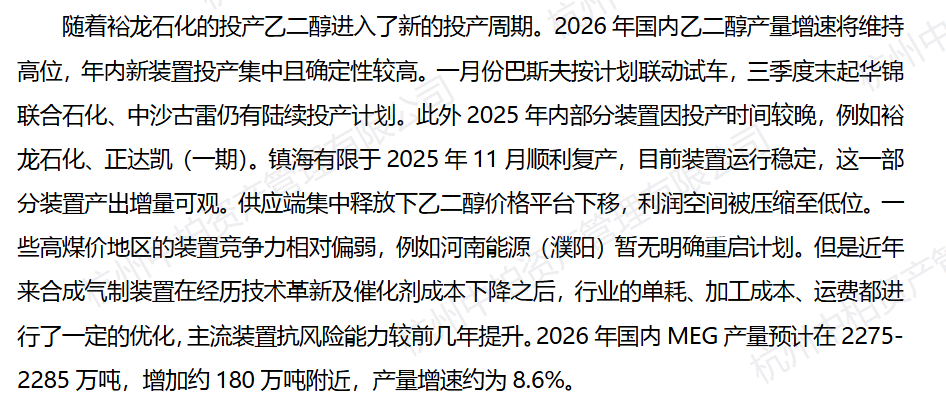 随着裕龙石化的投产乙二醇进入了新的投产周期。2026 年国内乙二醇产量增速将维持
高位，年内新装置投产集中且确定性较高。一月份巴斯夫按计划联动试车，三季度末起华锦
联合石化、中沙古雷仍有陆续投产计划。此外 2025 年内部分装置因投产时间较晚，例如裕
龙石化、正达凯（一期）。镇海有限于 2025 年 11 月顺利复产，目前装置运行稳定，这一部
分装置产出增量可观。供应端集中释放下乙二醇价格平台下移，利润空间被压缩至低位。一
些高煤价地区的装置竞争力相对偏弱，例如河南能源（濮阳）暂无明确重启计划。但是近年
来合成气制装置在经历技术革新及催化剂成本下降之后，行业的单耗、加工成本、运费都进
行了一定的优化，主流装置抗风险能力较前几年提升。2026 年国内 MEG 产量预计在 2275-
2285 万吨，增加约 180 万吨附近，产量增速约为 8.6%。
杭州中柏资产管理有限公司